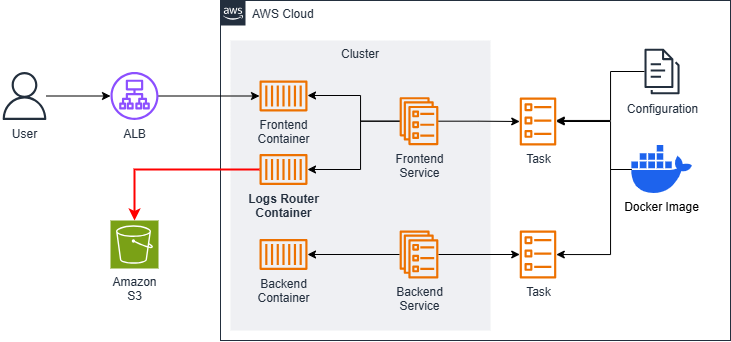 aws
AWS Cloud
Cluster
User
ALB
Frontend
Container
Frontend
Service
Task
Configuration
Logs Router
Container
Docker Image
Amazon
S3
Backend
Container
Backend
Service
Task